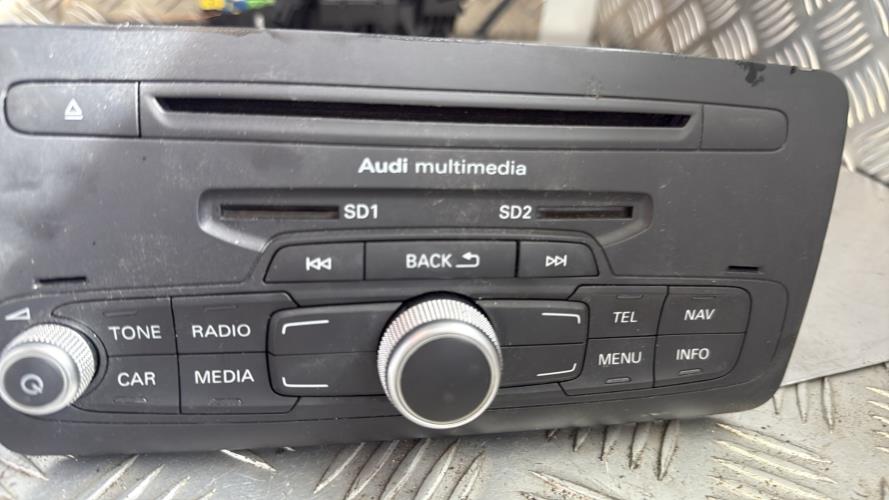 Audi multimedia
SD1 SD2
BACK
TONE RADIO TEL NAV
CAR MEDIA MENU INFO